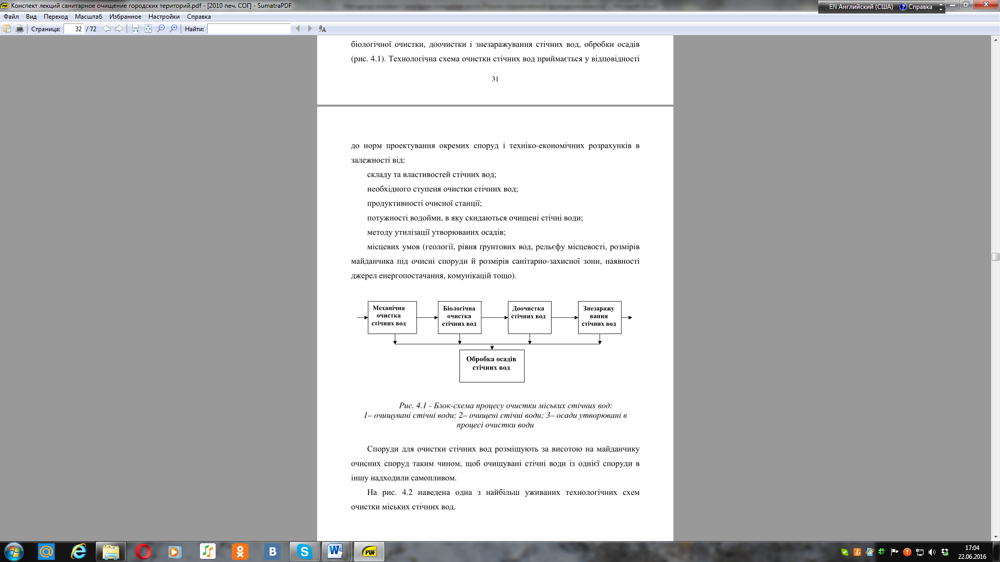 Конспект лекций санитарное очищение городских територий.pdf - [2010 печ. СОГ] - SumatraPDF
EN Английский (США) Справка
Файл Вид Переход Масштаб Избранное Настройки Справка
Страница: 32 / 72 Найти:
біологічної очистки, доочистки і знезаражування стічних вод, обробки осадів
(рис. 4.1). Технологічна схема очистки стічних вод приймається у відповідності
31
до норм проектування окремих споруд і техніко-економічних розрахунків в
залежності від:
складу та властивостей стічних вод;
необхідного ступеня очистки стічних вод;
продуктивності очисної станції;
потужності водойми, в яку скидаються очищені стічні води;
методу утилізації утворюваних осадів;
місцевих умов (геології, рівня ґрунтових вод, рельєфу місцевості, розмірів
майданчика під очисні споруди й розмірів санітарно-захисної зони, наявності
джерел енергопостачання, комунікацій тощо).
Механічна
очистка
стічних вод
Біологічна
очистка
стічних вод
Доочистка
стічних вод
Знезаражу
вання
стічних вод
Обробка осадів
стічних вод
Рис. 4.1 - Блок-схема процесу очистки міських стічних вод:
1– очищувані стічні води; 2– очищені стічні води; 3– осади утворювані в
процесі очистки води
Споруди для очистки стічних вод розміщують за висотою на майданчику
очисних споруд таким чином, щоб очищувані стічні води із однієї споруди в
іншу надходили самопливом.
На рис. 4.2 наведена одна з найбільш уживаних технологічних схем
очистки міських стічних вод.
17:04
22.06.2016